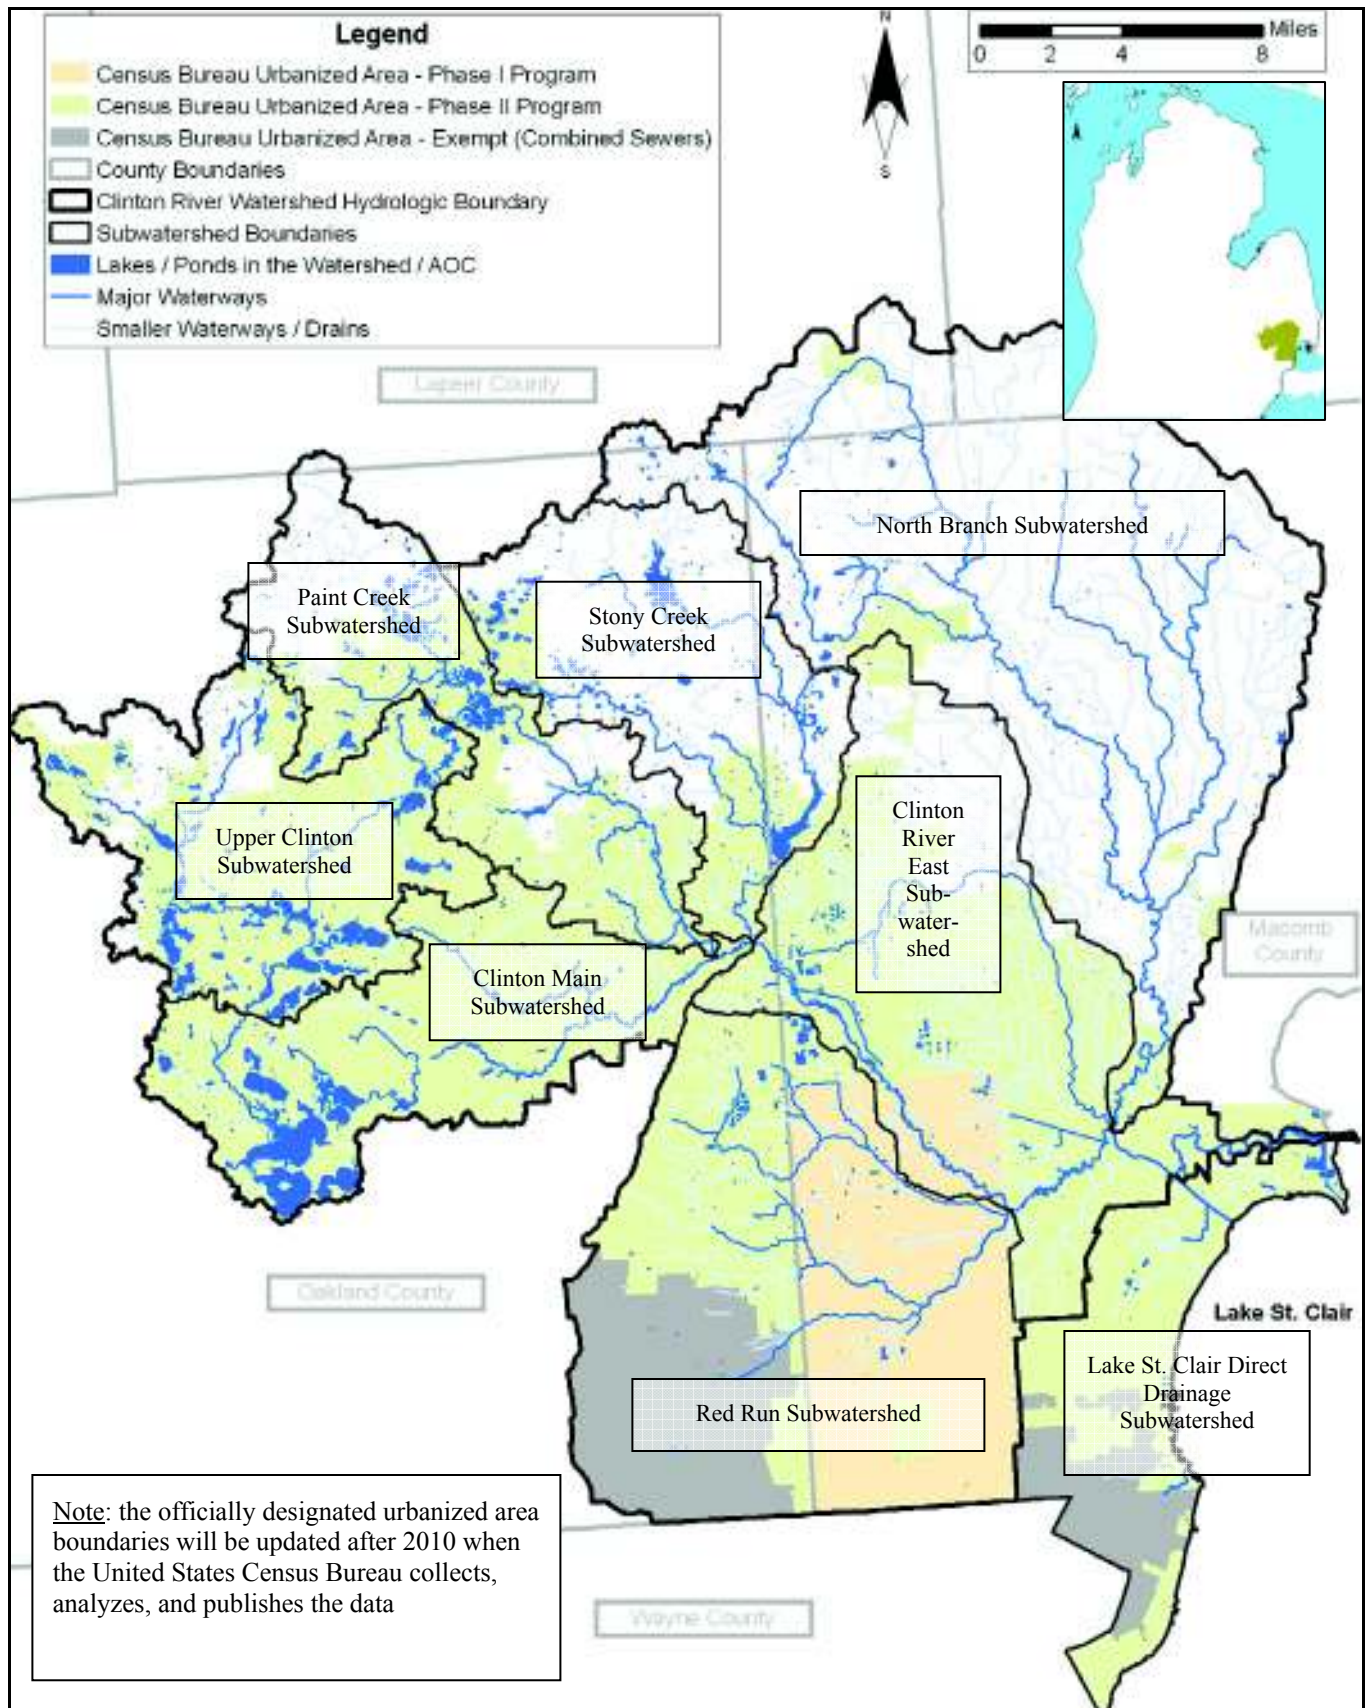 Legend
Census Bureau Urbanized Area - Phase I Program
Census Bureau Urbanized Area - Phase II Program
Census Bureau Urbanized Area - Exempt (Combined Sewers)
County Boundaries
Clinton River Watershed Hydrologic Boundary
Subwatershed Boundaries
Lakes / Ponds in the Watershed / AOC
Major Waterways
Smaller Waterways / Drains
N
S
Miles
0 2 4 8
Lapeer County
North Branch Subwatershed
Paint Creek
Subwatershed
Stony Creek
Subwatershed
Upper Clinton
Subwatershed
Clinton
River
East
Sub-
water-
shed
Macomb
County
Clinton Main
Subwatershed
Oakland County
Lake St. Clair
Lake St. Clair Direct
Drainage
Subwatershed
Red Run Subwatershed
Note: the officially designated urbanized area
boundaries will be updated after 2010 when
the United States Census Bureau collects,
analyzes, and publishes the data
Wayne County